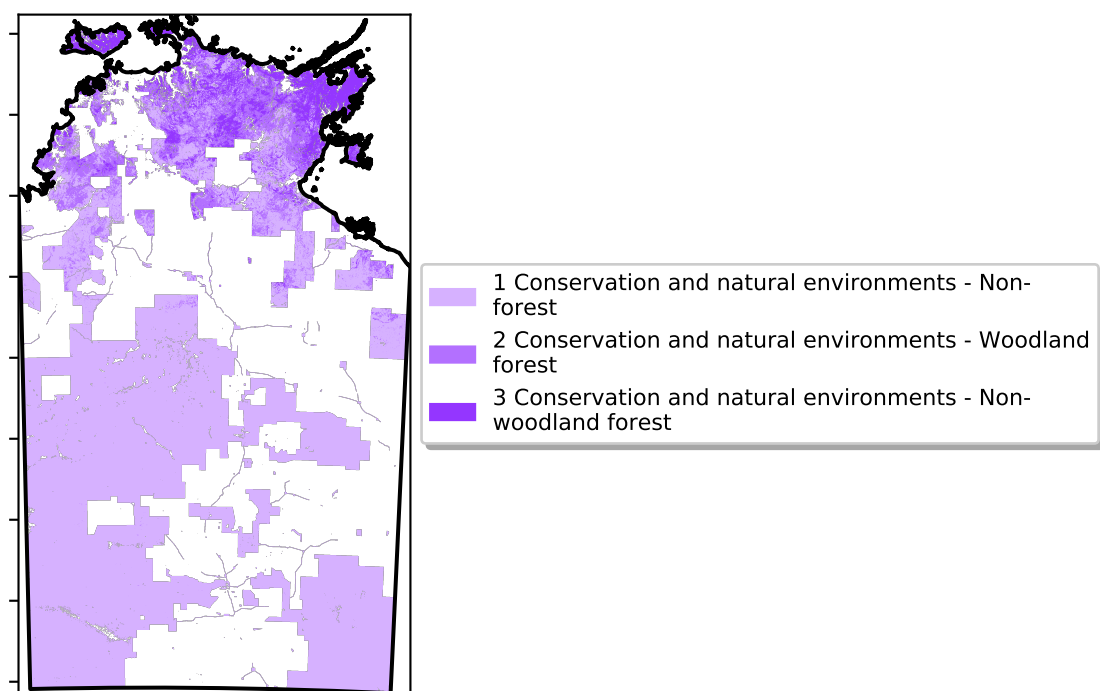 1 Conservation and natural environments - Non-
forest
2 Conservation and natural environments - Woodland
forest
3 Conservation and natural environments - Non-
woodland forest